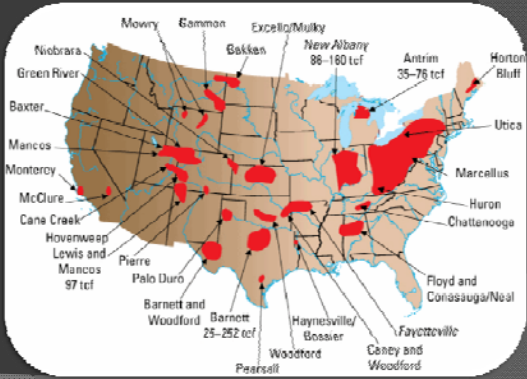 Mowry
Gammon
Excello/Mulky
Niobrara
Bakken
New Albany
86–160 tcf
Antrim
35–76 tcf
Horton
Bluff
Green River
Baxter
Utica
Mancos
Monterey
Marcellus
McClure
Huron
Cane Creek
Chattanooga
Hovenweep
Lewis and
Mancos
97 tcf
Pierre
Palo Duro
Floyd and
Conasauga/Neal
Barnett and
Woodford
Barnett
25–252 tcf
Haynesville/
Bossier
Fayetteville
Caney and
Woodford
Woodford
Pearsall